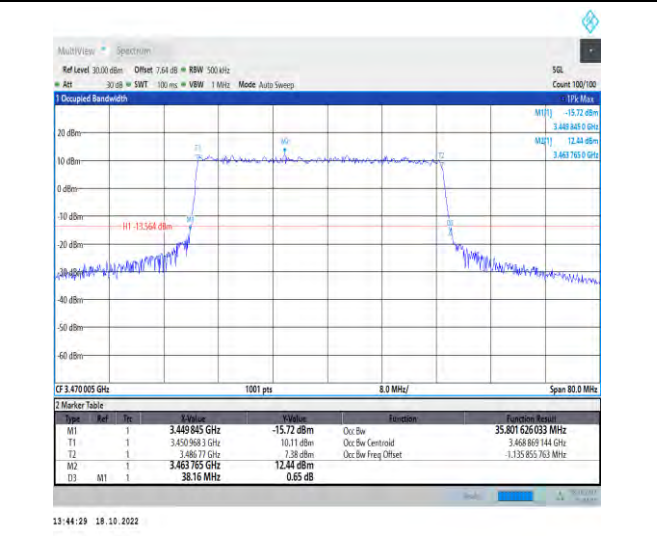 MultiView Spectrum
Ref Level 30.00 dBm Offset 7.64 dB RBW 500 kHz SGL
Att 30 dB SWT 100 ms VBW 1 MHz Mode Auto Sweep Count 100/100
1 Occupied Bandwidth 1Pk Max
M1[1] -15.72 dBm
3.449 845 0 GHz
20 dBm M2[1] 12.44 dBm
3.463 765 0 GHz
M2
T1 T2
10 dBm
0 dBm
-10 dBm
M1 D3
H1 -13.564 dBm
-20 dBm
-30 dBm
-40 dBm
-50 dBm
-60 dBm
CF 3.470 005 GHz 1001 pts 8.0 MHz/ Span 80.0 MHz
2 Marker Table
Type Ref Trc X-Value Y-Value Function Function Result
M1 1 3.449 845 GHz -15.72 dBm Occ Bw 35.801 626 033 MHz
T1 1 3.450 968 3 GHz 10.11 dBm Occ Bw Centroid 3.468 869 144 GHz
T2 1 3.486 77 GHz 7.38 dBm Occ Bw Freq Offset -1.135 855 763 MHz
M2 1 3.463 765 GHz 12.44 dBm
D3 M1 1 38.16 MHz 0.65 dB
13:44:29 18.10.2022